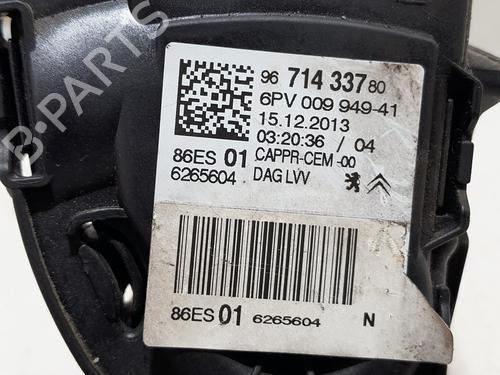 B-PARTS
96 714 337 80
6PV 009 949-41
15.12.2013
03:20:36 / 04
86ES 01 CAPPR-CEM-00
6265604 DAG LVV
86ES 01 6265604 N